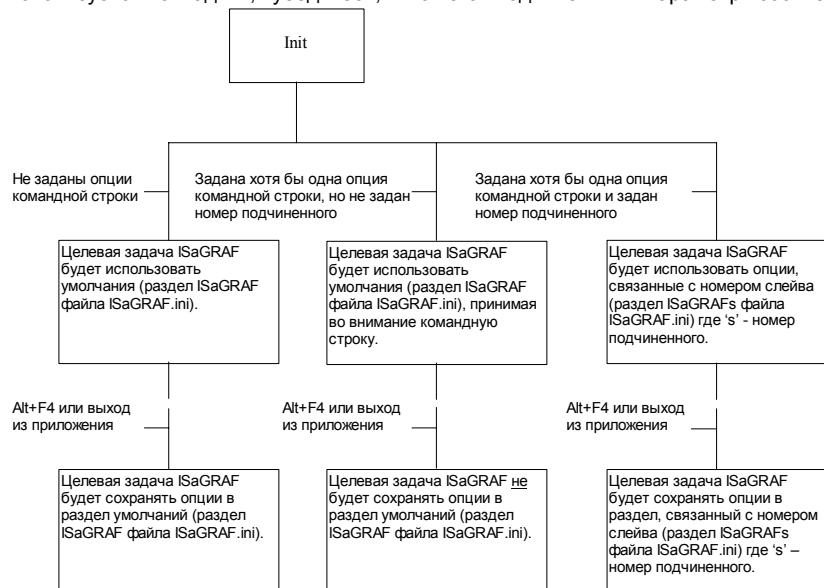 Init
Не заданы опции
командной строки
Задана хотя бы одна опция
командной строки, но не задан
номер подчиненного
Задана хотя бы одна опция
командной строки и задан
номер подчиненного
Целевая задача ISaGRAF
будет использовать
умолчания (раздел ISaGRAF
файла ISaGRAF.ini).
Целевая задача ISaGRAF
будет использовать
умолчания (раздел ISaGRAF
файла ISaGRAF.ini), принимая
во внимание командную
строку.
Целевая задача ISaGRAF
будет использовать опции,
связанные с номером слейва
(раздел ISaGRAFs файла
ISaGRAF.ini) где ‘s’ - номер
подчиненного.
Alt+F4 или выход
из приложения
Alt+F4 или выход
из приложения
Alt+F4 или выход
из приложения
Целевая задача ISaGRAF
будет сохранять опции в
раздел умолчаний (раздел
ISaGRAF файла ISaGRAF.ini).
Целевая задача ISaGRAF не
будет сохранять опции в
раздел умолчаний (раздел
ISaGRAF файла ISaGRAF.ini).
Целевая задача ISaGRAF
будет сохранять опции в
раздел, связанный с номером
слейва (раздел ISaGRAFs
файла ISaGRAF.ini) где ‘s’ –
номер подчиненного.